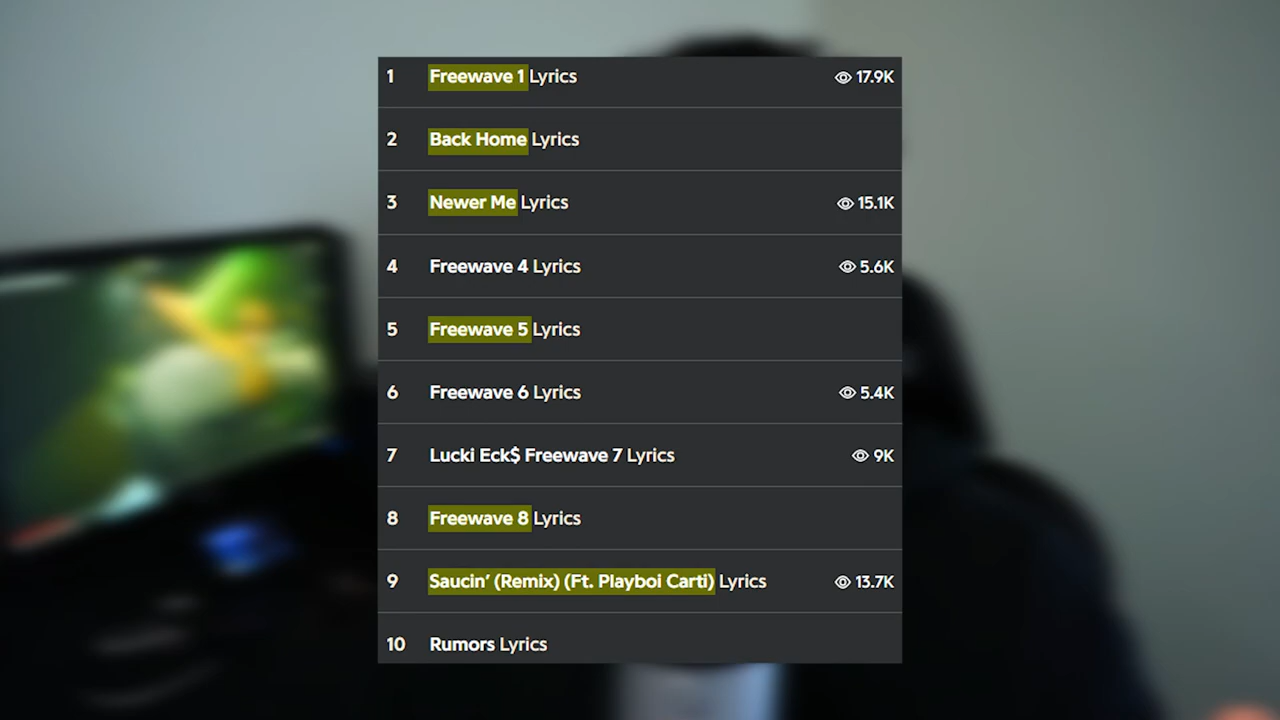 1 Freewave 1 Lyrics 17.9K
2 Back Home Lyrics
3 Newer Me Lyrics 15.1K
4 Freewave 4 Lyrics 5.6K
5 Freewave 5 Lyrics
6 Freewave 6 Lyrics 5.4K
7 Lucki Eck$ Freewave 7 Lyrics 9K
8 Freewave 8 Lyrics
9 Saucin' (Remix) (Ft. Playboi Carti) Lyrics 13.7K
10 Rumors Lyrics